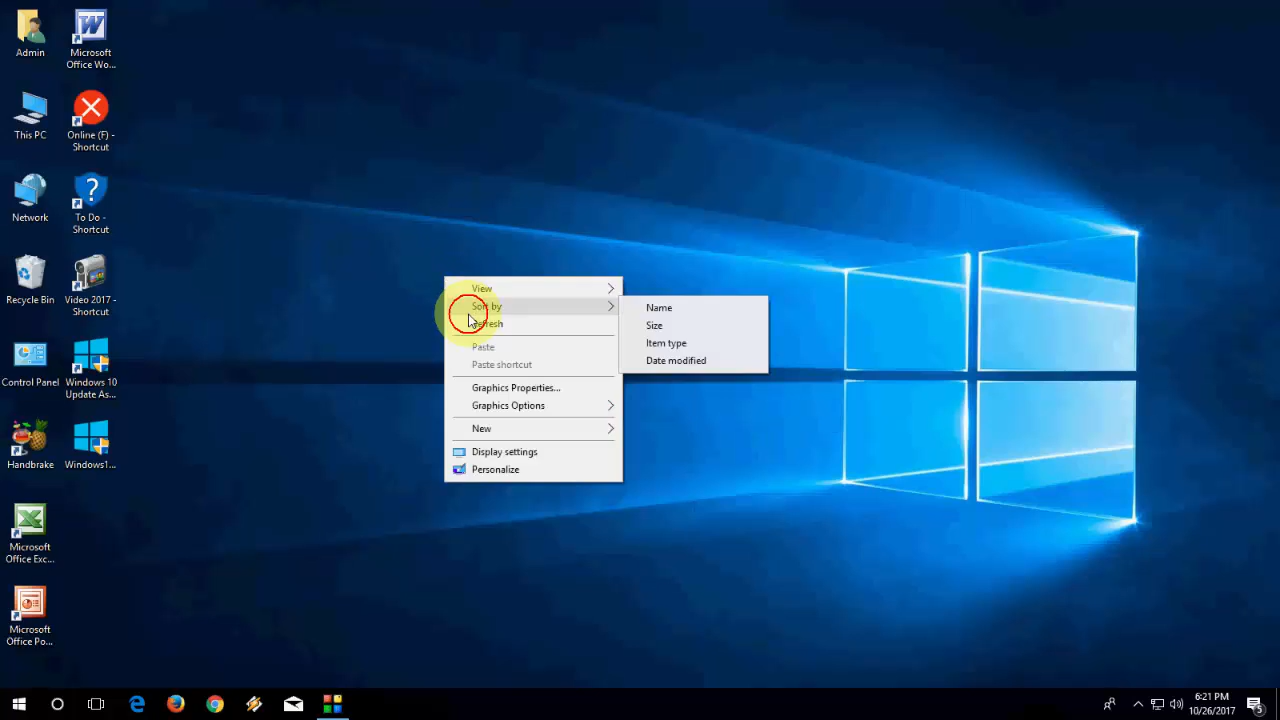 Admin
Microsoft
Office Wo...
This PC
Online (F) -
Shortcut
Network
To Do -
Shortcut
Recycle Bin
Video 2017 -
Shortcut
Control Panel
Windows 10
Update As...
Handbrake
Windows1...
Microsoft
Office Exc...
Microsoft
Office Po...
View
Sort by
Refresh
Paste
Paste shortcut
Graphics Properties...
Graphics Options
New
Display settings
Personalize
Name
Size
Item type
Date modified
6:21 PM
10/26/2017
5